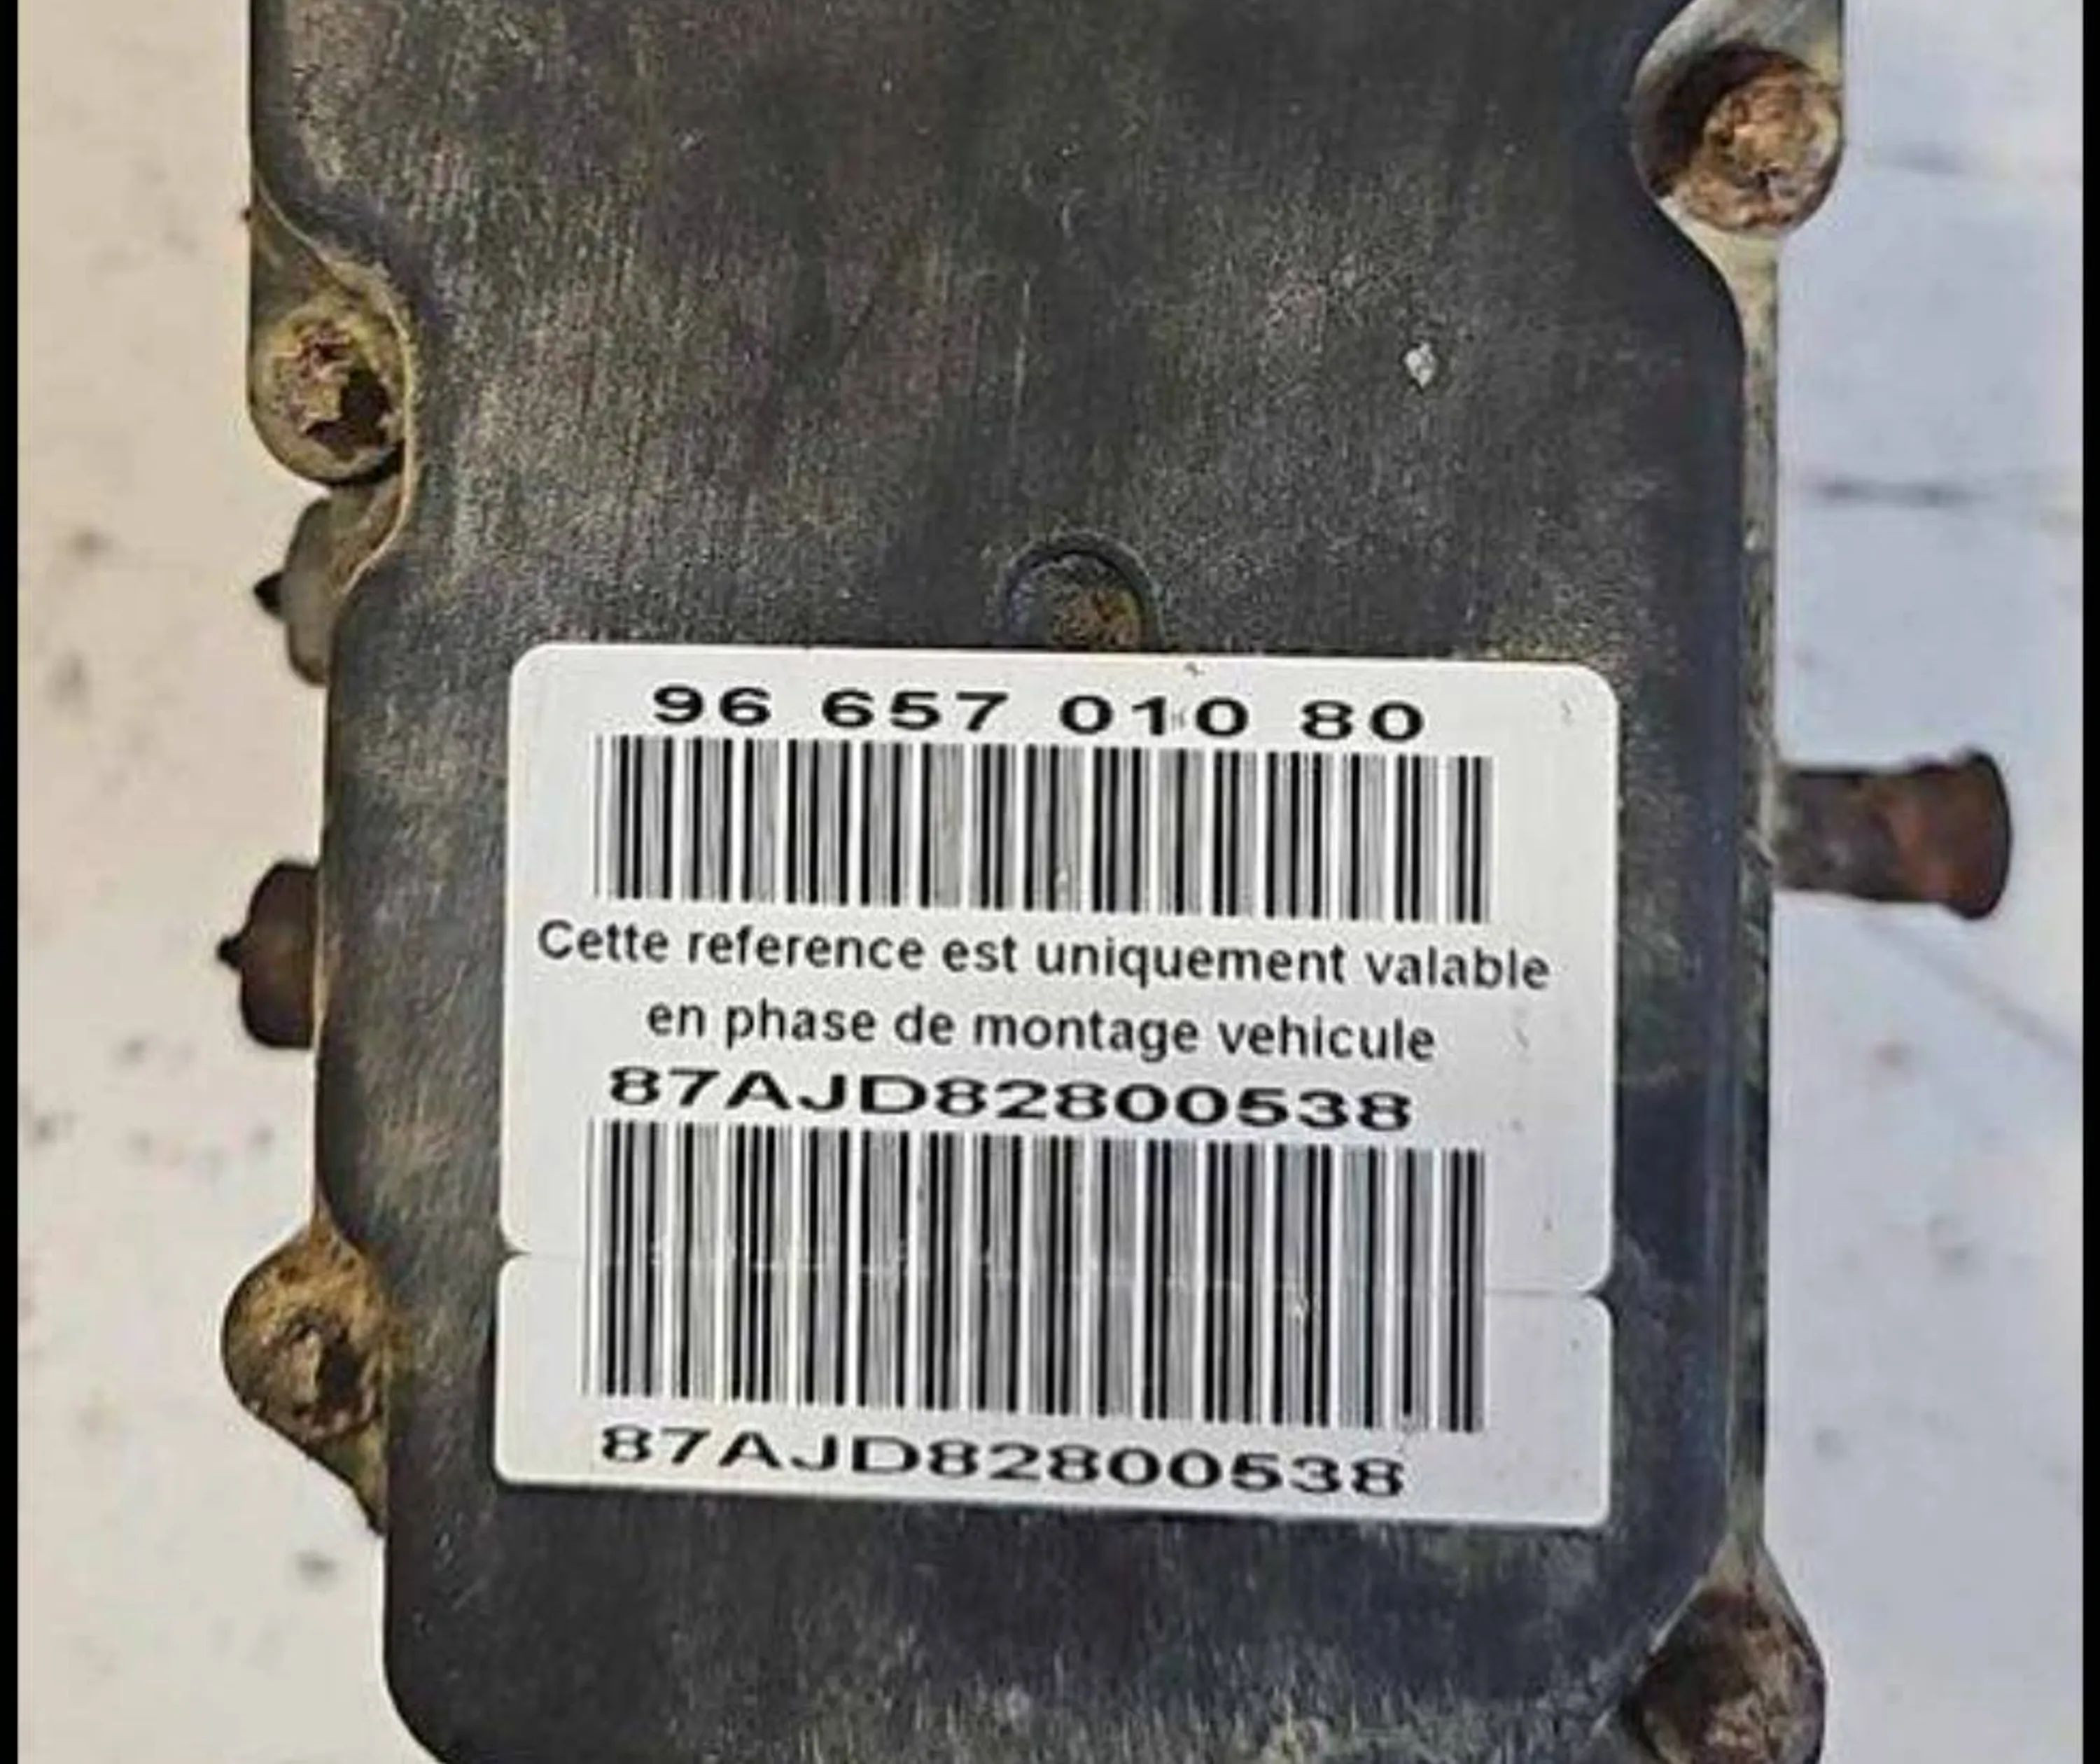 96 657 010 80
Cette reference est uniquement valable
en phase de montage vehicule
87AJD82800538
87AJD82800538